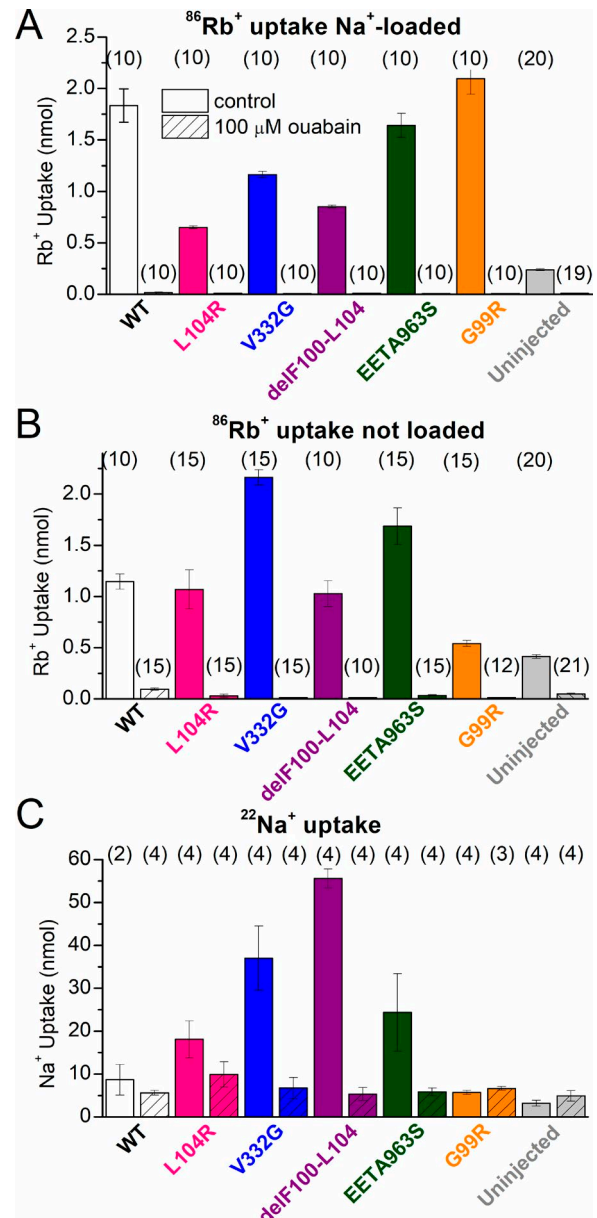 A
⁸⁶Rb⁺ uptake Na⁺-loaded
(10) (10) (10) (10) (10) (10) (20)
control
100 μM ouabain
Rb⁺ Uptake (nmol)
2.5
2.0
1.5
1.0
0.5
0.0
(10) (10) (10) (10) (10) (10) (19)
WT L104R V332G delF100-L104 EETA963S G99R Uninjected
B
⁸⁶Rb⁺ uptake not loaded
(10) (15) (15) (10) (15) (15) (20)
Rb⁺ Uptake (nmol)
2.0
1.5
1.0
0.5
0.0
(15) (15) (15) (10) (15) (12) (21)
WT L104R V332G delF100-L104 EETA963S G99R Uninjected
C
²²Na⁺ uptake
(2) (4) (4) (4) (4) (4) (4) (4) (4) (4) (4) (3) (4) (4)
Na⁺ Uptake (nmol)
60
50
40
30
20
10
0
WT L104R V332G delF100-L104 EETA963S G99R Uninjected